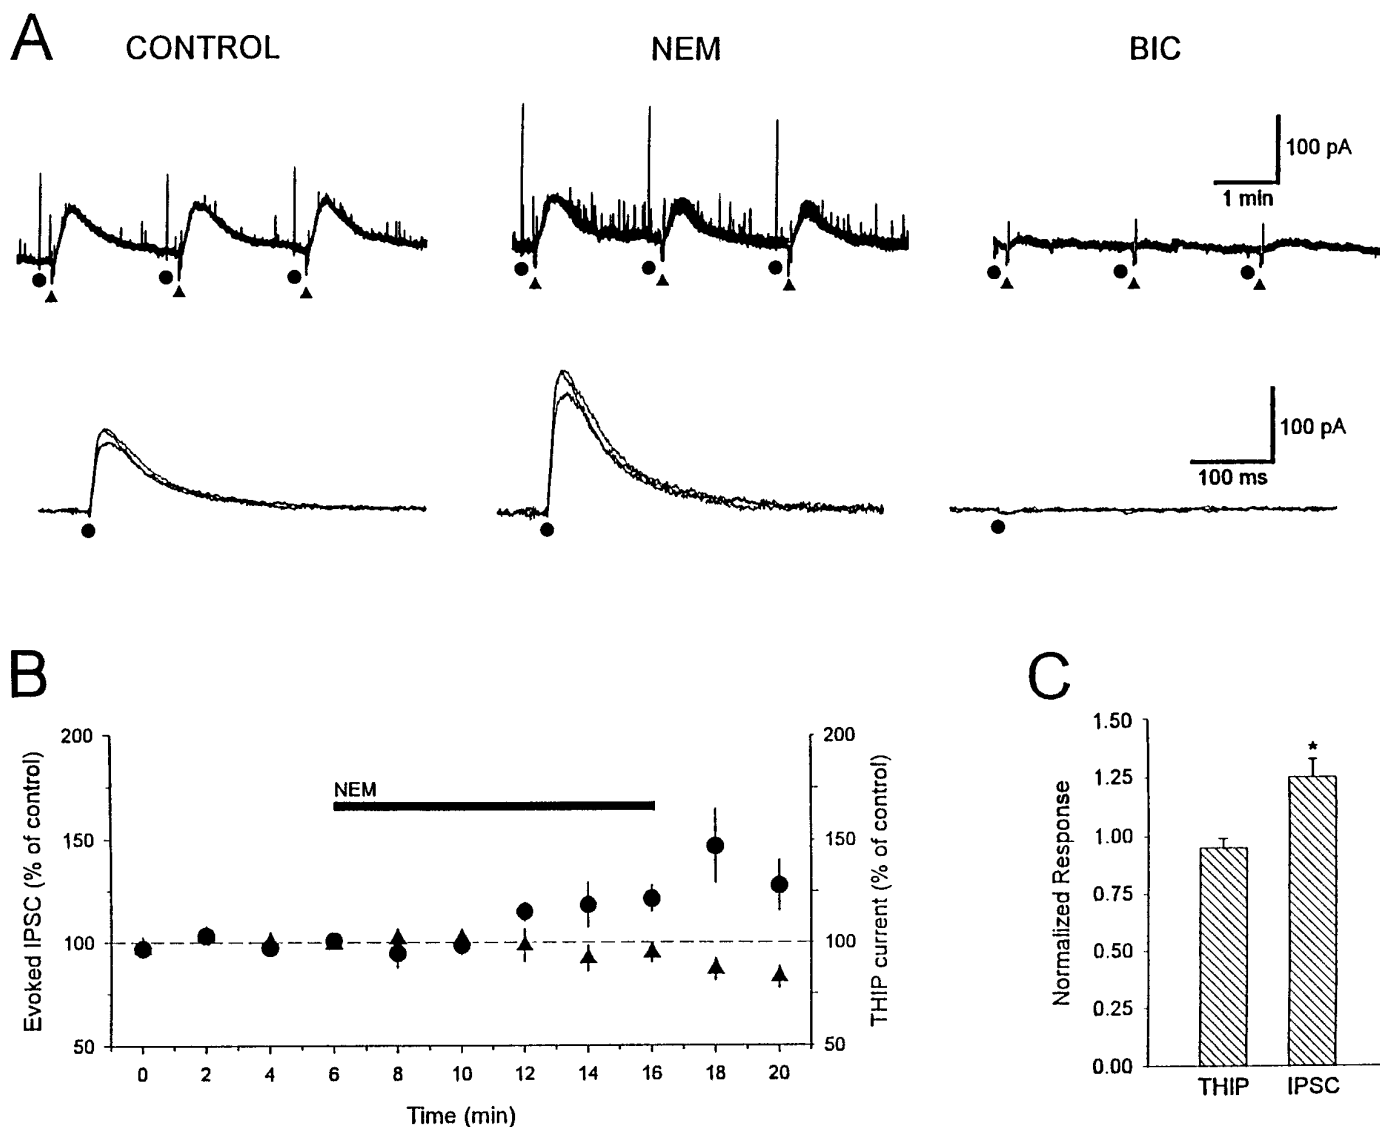 A
CONTROL
NEM
BIC
100 pA
1 min
100 pA
100 ms
B
Evoked IPSC (% of control)
200
150
100
50
NEM
200
150
100
50
THIP current (% of control)
0 2 4 6 8 10 12 14 16 18 20
Time (min)
C
Normalized Response
1.50
1.25
1.00
0.75
0.50
0.25
0.00
*
THIP IPSC